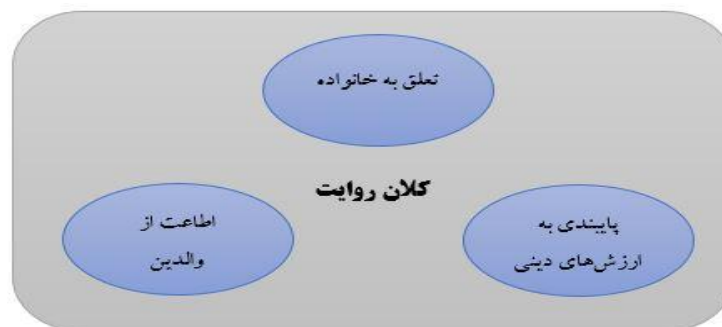 تعلق به خانواده
کلان روایت
پایبندی به
ارزش‌های دینی
اطاعت از
والدین